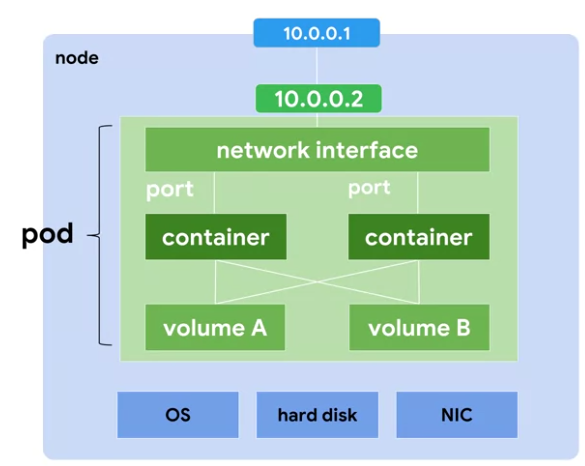 10.0.0.1
node
10.0.0.2
network interface
port
port
pod
container
container
volume A
volume B
OS
hard disk
NIC